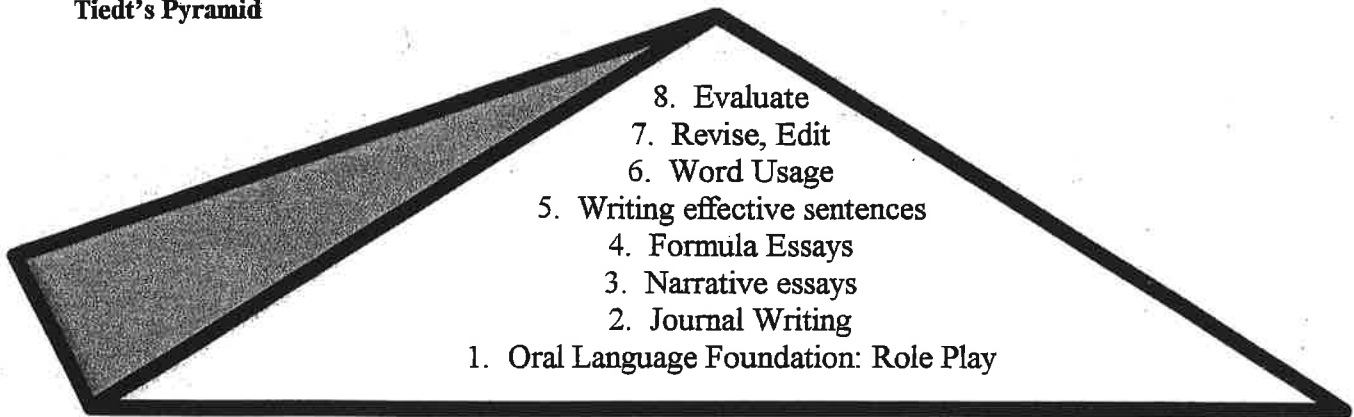 Tiedt's Pyramid
8. Evaluate
7. Revise, Edit
6. Word Usage
5. Writing effective sentences
4. Formula Essays
3. Narrative essays
2. Journal Writing
1. Oral Language Foundation: Role Play